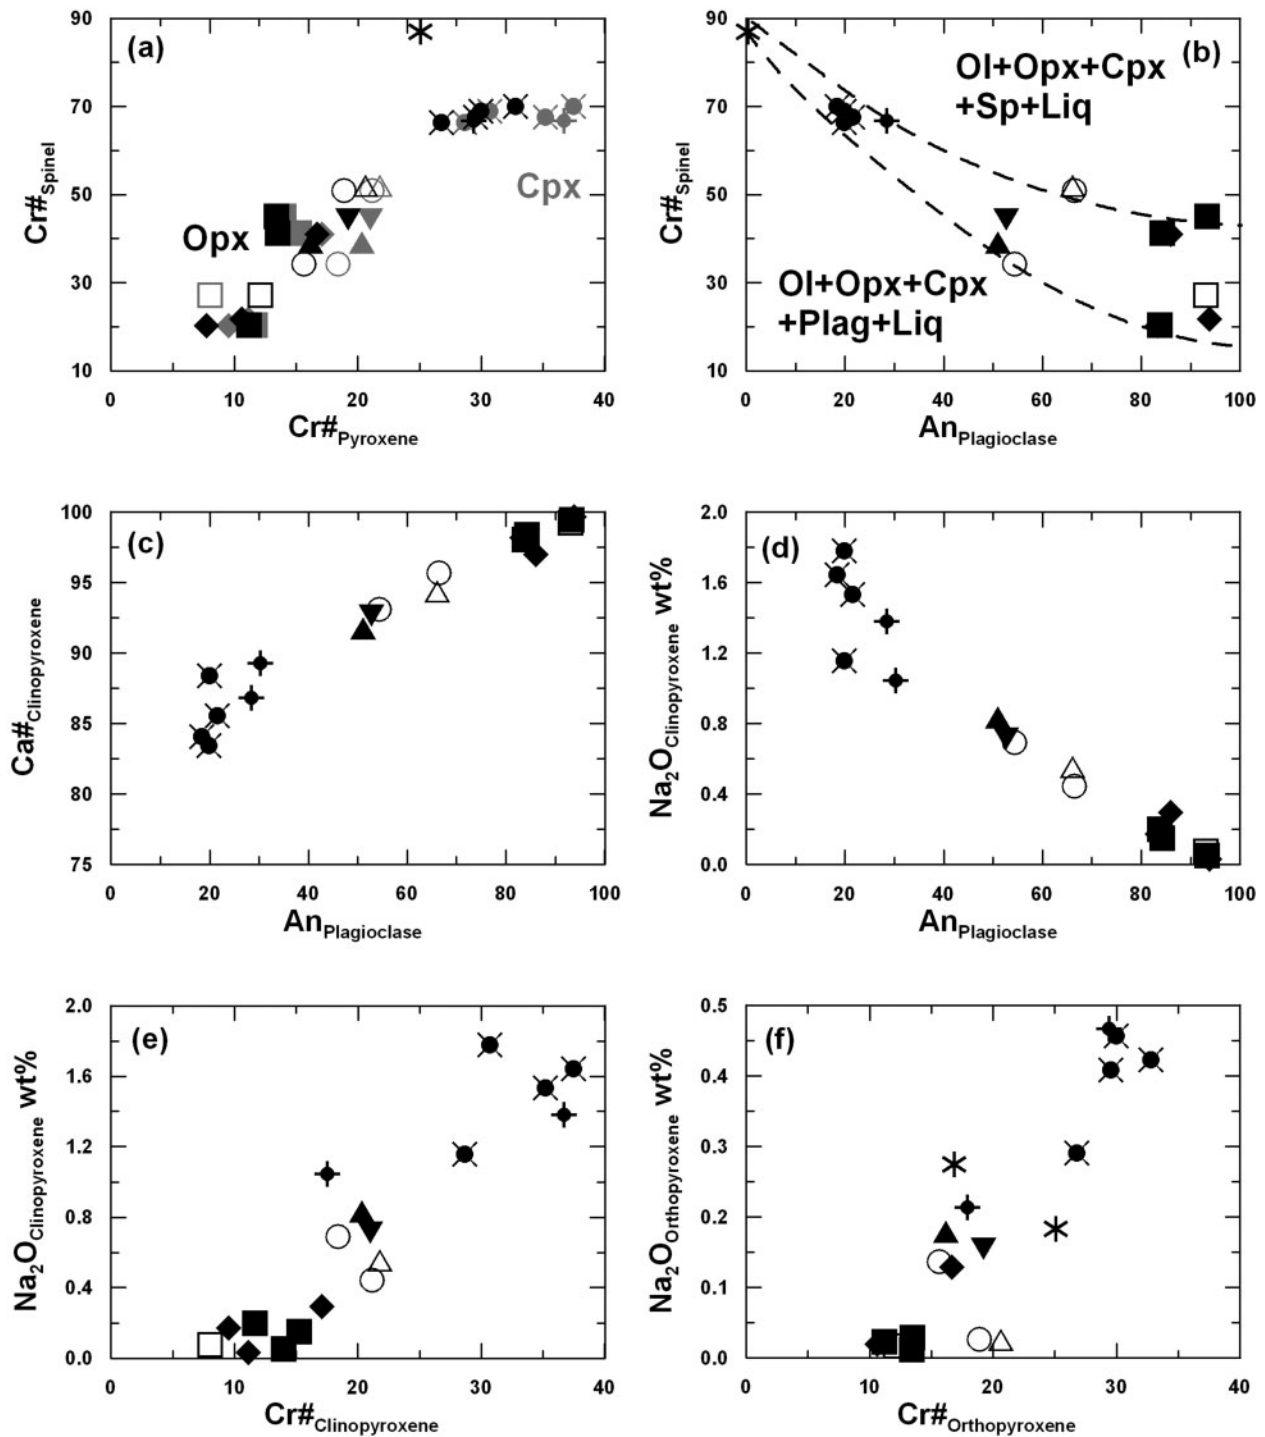 (a)
90
70
50
30
10
Cr#Spinel
Opx
Cpx
0 10 20 30 40
Cr#Pyroxene
(b)
90
70
50
30
10
Cr#Spinel
Ol+Opx+Cpx
+Sp+Liq
Ol+Opx+Cpx
+Plag+Liq
0 20 40 60 80 100
AnPlagioclase
(c)
100
95
90
85
80
75
Ca#Clinopyroxene
0 20 40 60 80 100
AnPlagioclase
(d)
2.0
1.6
1.2
0.8
0.4
0.0
Na2OClinopyroxene wt%
0 20 40 60 80 100
AnPlagioclase
(e)
2.0
1.6
1.2
0.8
0.4
0.0
Na2OClinopyroxene wt%
0 10 20 30 40
Cr#Clinopyroxene
(f)
0.5
0.4
0.3
0.2
0.1
0.0
Na2OOrthopyroxene wt%
0 10 20 30 40
Cr#Orthopyroxene